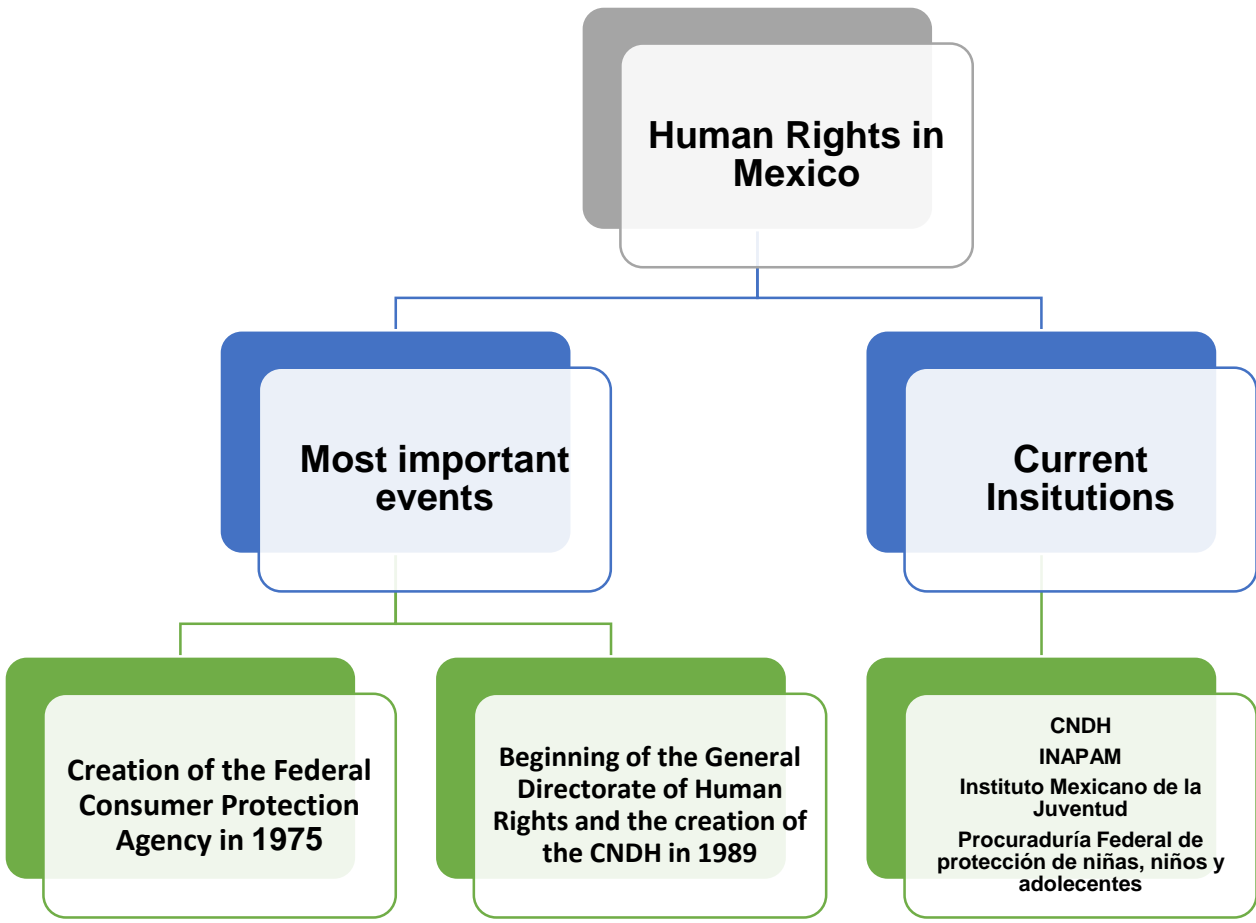 Human Rights in
Mexico
Most important
events
Current
Insitutions
Creation of the Federal
Consumer Protection
Agency in 1975
Beginning of the General
Directorate of Human
Rights and the creation of
the CNDH in 1989
CNDH
INAPAM
Instituto Mexicano de la
Juventud
Procuraduría Federal de
protección de niñas, niños y
adolecentes